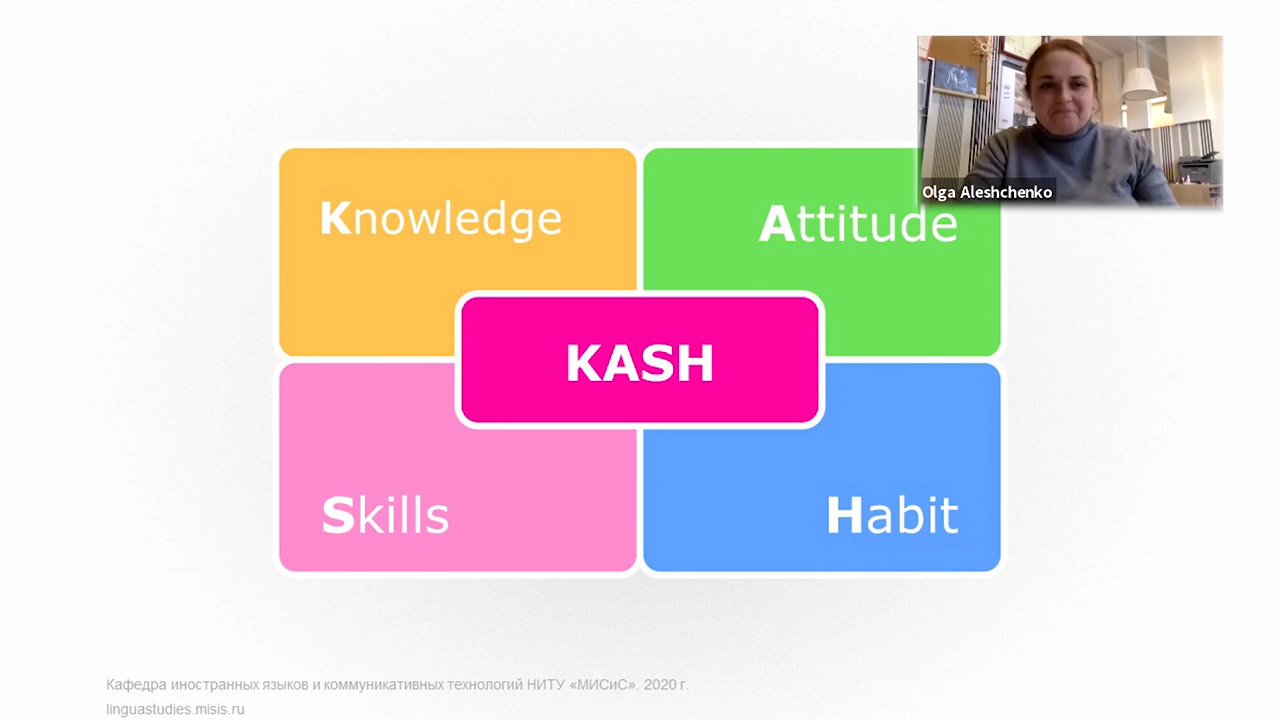 Olga Aleshchenko
Knowledge
Attitude
KASH
Skills
Habit
Кафедра иностранных языков и коммуникативных технологий НИТУ «МИСиС». 2020 г.
linguastudies.misis.ru